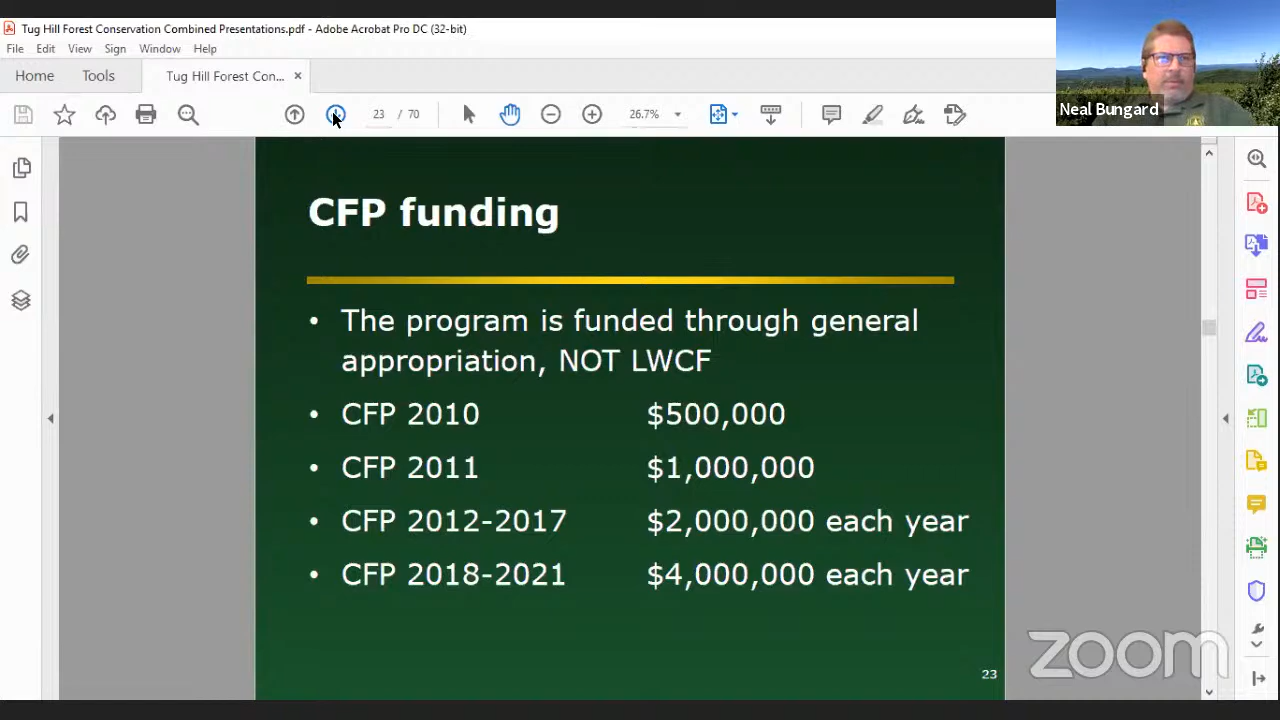 Tug Hill Forest Conservation Combined Presentations.pdf - Adobe Acrobat Pro DC (32-bit)
File Edit View Sign Window Help
Home Tools Tug Hill Forest Con... ×
23 / 70 26.7%
Neal Bungard
CFP funding
• The program is funded through general
appropriation, NOT LWCF
• CFP 2010 $500,000
• CFP 2011 $1,000,000
• CFP 2012-2017 $2,000,000 each year
• CFP 2018-2021 $4,000,000 each year
23
zoom